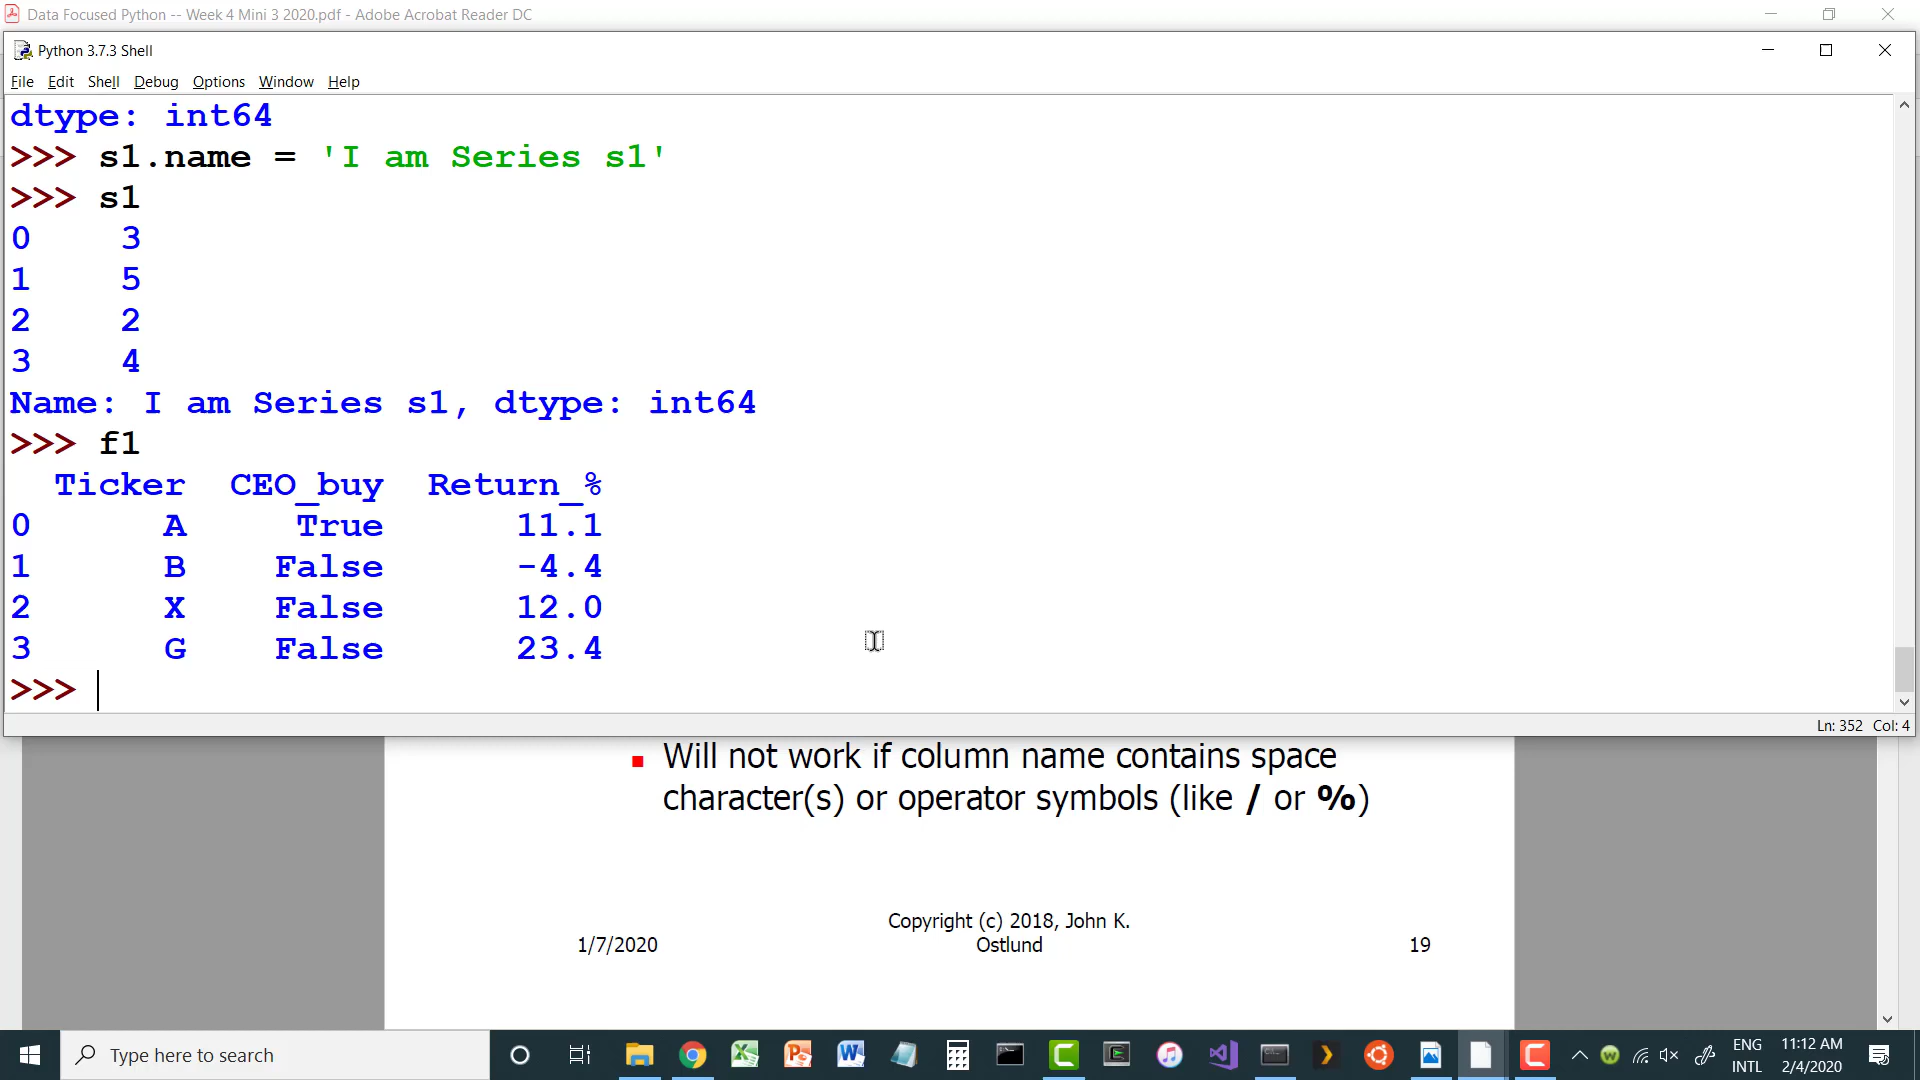 Data Focused Python -- Week 4 Mini 3 2020.pdf - Adobe Acrobat Reader DC
Python 3.7.3 Shell
File Edit Shell Debug Options Window Help
dtype: int64
>>> s1.name = 'I am Series s1'
>>> s1
0    3
1    5
2    2
3    4
Name: I am Series s1, dtype: int64
>>> f1
  Ticker  CEO_buy  Return_%
0      A     True      11.1
1      B    False      -4.4
2      X    False      12.0
3      G    False      23.4
>>>
Ln: 352 Col: 4
Will not work if column name contains space
character(s) or operator symbols (like / or %)
Copyright (c) 2018, John K.
1/7/2020 Ostlund 19
Type here to search
ENG 11:12 AM
INTL 2/4/2020